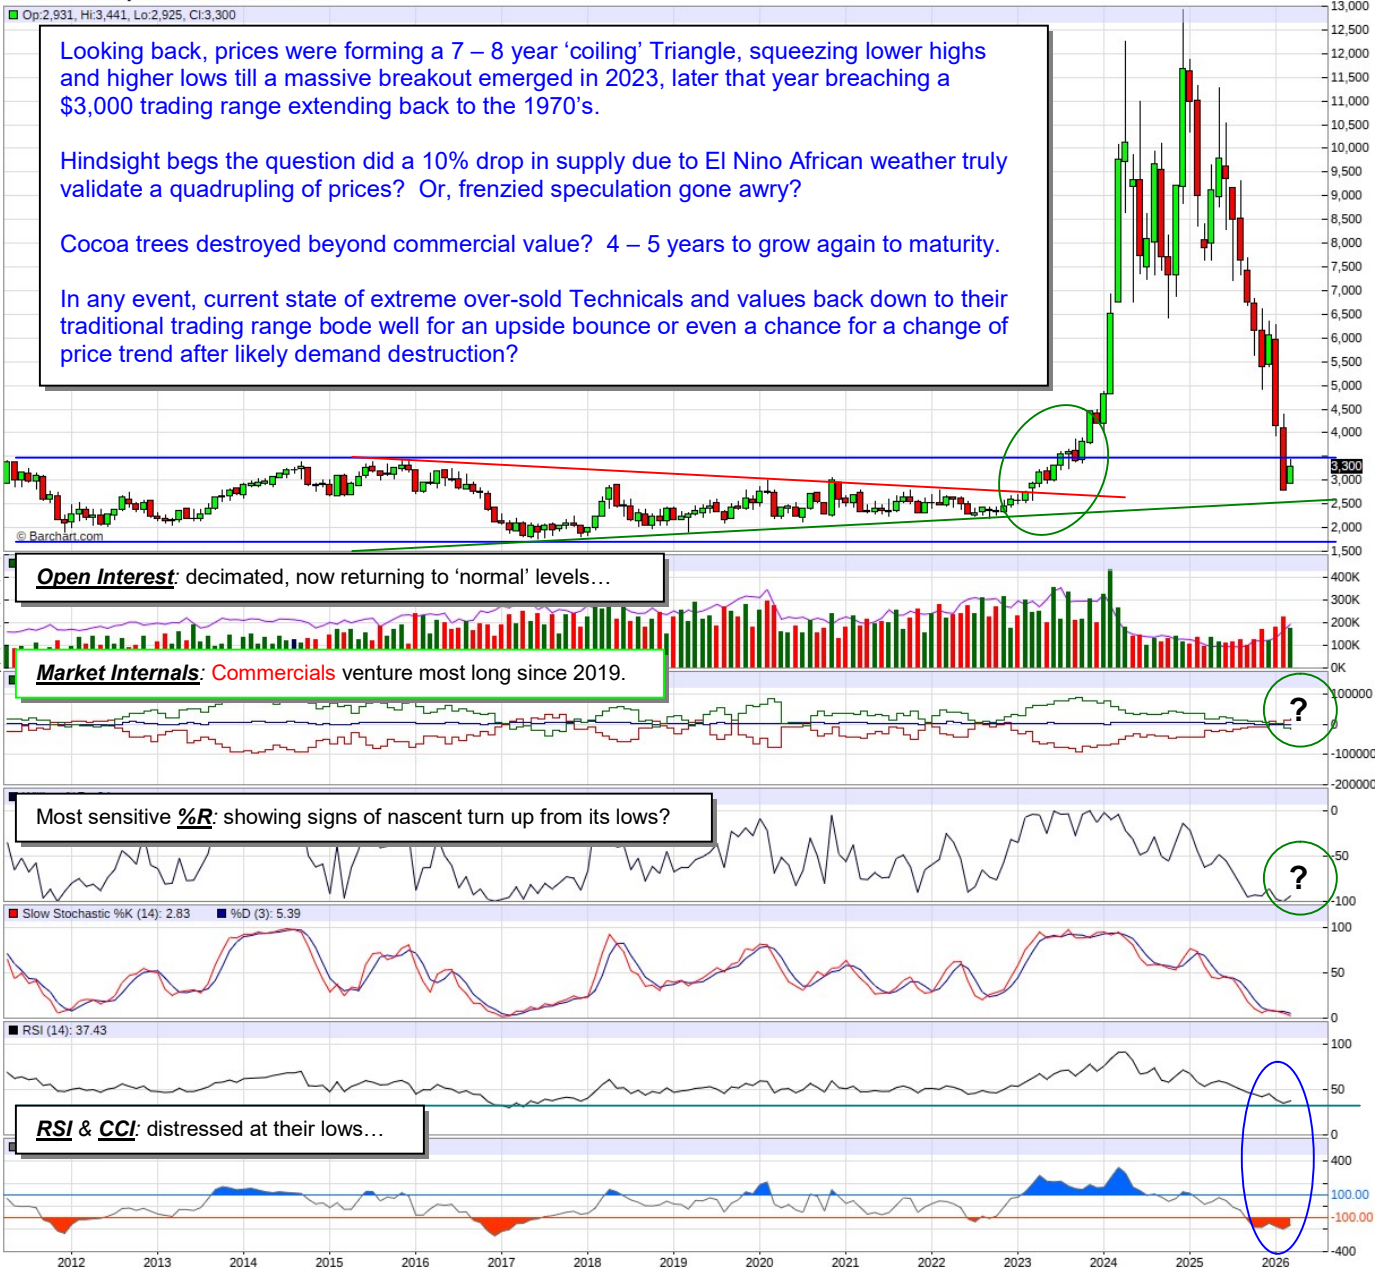 Op:2,931, Hi:3,441, Lo:2,925, Cl:3,300
Looking back, prices were forming a 7 – 8 year ‘coiling’ Triangle, squeezing lower highs
and higher lows till a massive breakout emerged in 2023, later that year breaching a
$3,000 trading range extending back to the 1970’s.
Hindsight begs the question did a 10% drop in supply due to El Nino African weather truly
validate a quadrupling of prices?  Or, frenzied speculation gone awry?
Cocoa trees destroyed beyond commercial value?  4 – 5 years to grow again to maturity.
In any event, current state of extreme over-sold Technicals and values back down to their
traditional trading range bode well for an upside bounce or even a chance for a change of
price trend after likely demand destruction?
13,000
12,500
12,000
11,500
11,000
10,500
10,000
9,500
9,000
8,500
8,000
7,500
7,000
6,500
6,000
5,500
5,000
4,500
4,000
3,300
3,000
2,500
2,000
1,500
© Barchart.com
Open Interest: decimated, now returning to ‘normal’ levels…
400K
300K
200K
100K
0K
Market Internals: Commercials venture most long since 2019.
100000
0
-100000
-200000
?
Most sensitive %R: showing signs of nascent turn up from its lows?
0
-50
-100
?
Slow Stochastic %K (14): 2.83 %D (3): 5.39
100
50
0
RSI (14): 37.43
100
50
0
RSI & CCI: distressed at their lows…
400
100.00
-100.00
-400
2012 2013 2014 2015 2016 2017 2018 2019 2020 2021 2022 2023 2024 2025 2026